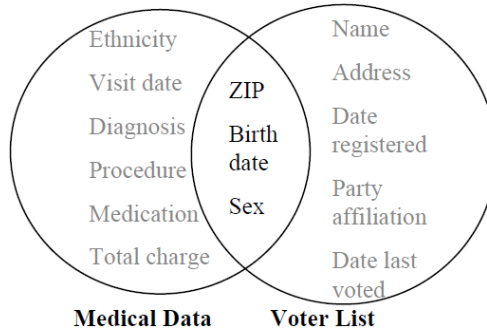 Ethnicity
Visit date
Diagnosis
Procedure
Medication
Total charge
ZIP
Birth
date
Sex
Name
Address
Date
registered
Party
affiliation
Date last
voted
Medical Data
Voter List